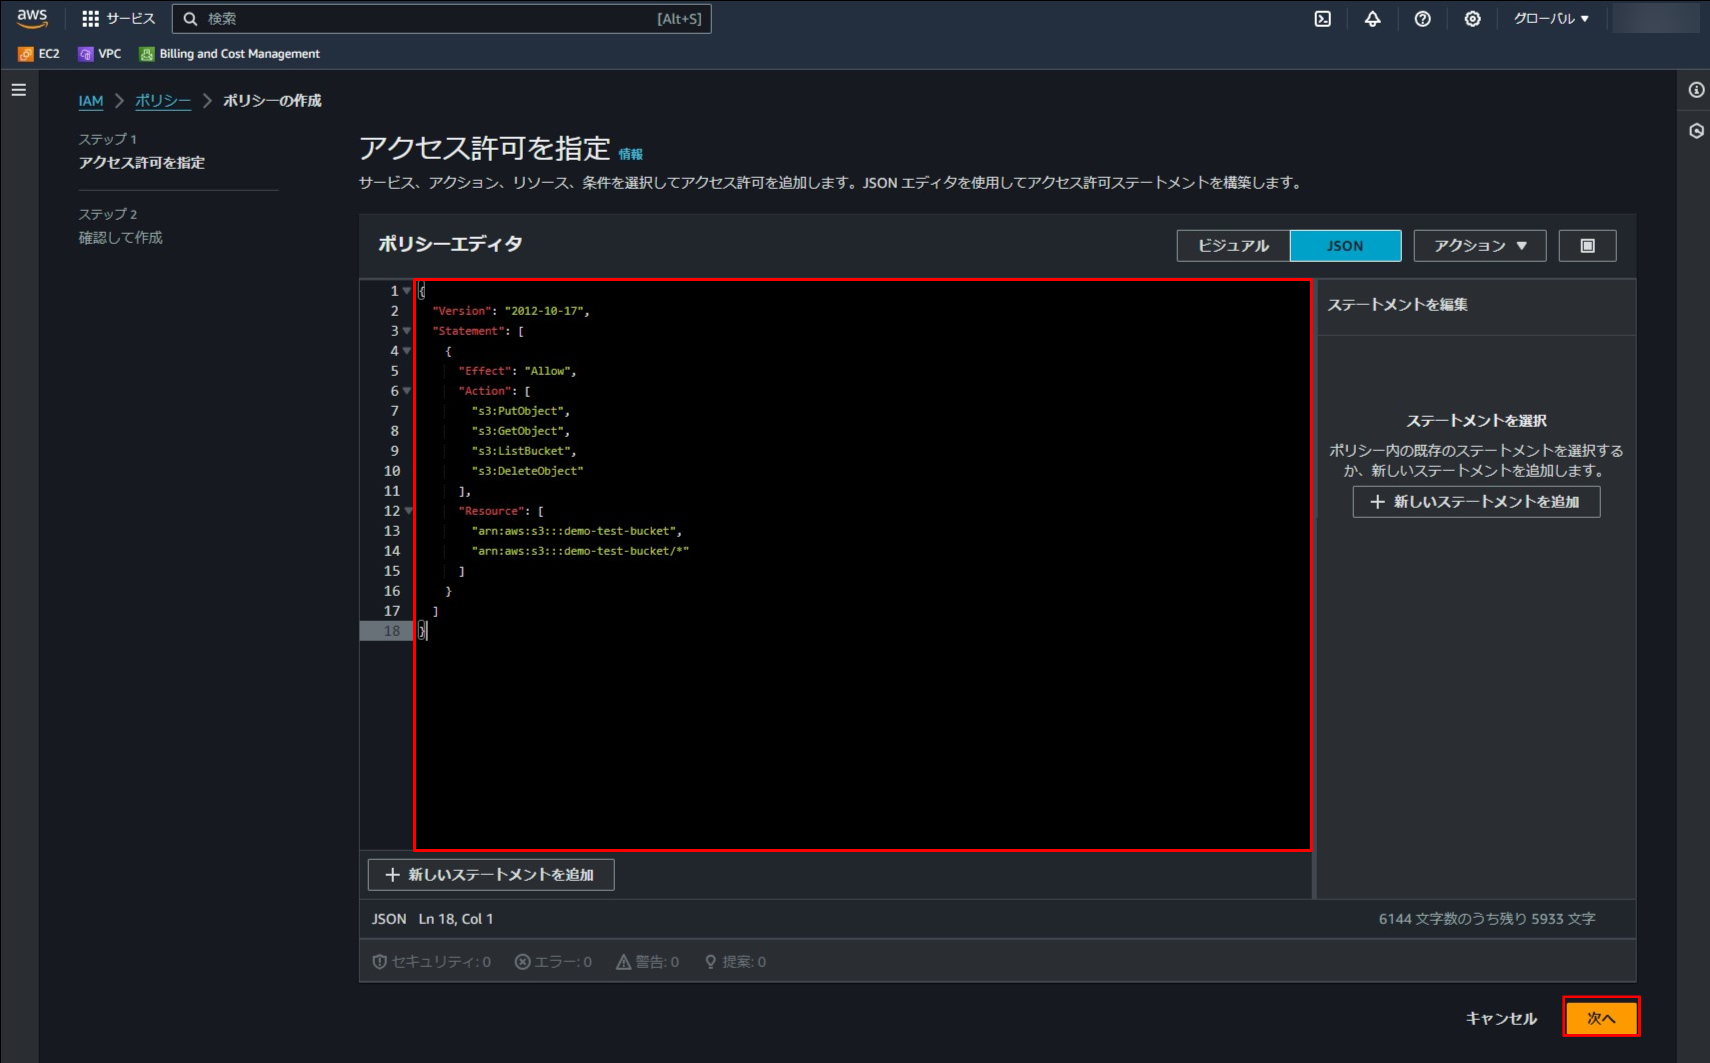 aws サービス 検索 [Alt+S] グローバル ▼
EC2 VPC Billing and Cost Management
IAM > ポリシー > ポリシーの作成
ステップ 1
アクセス許可を指定
ステップ 2
確認して作成
アクセス許可を指定 情報
サービス、アクション、リソース、条件を選択してアクセス許可を追加します。JSON エディタを使用してアクセス許可ステートメントを構築します。
ポリシーエディタ
ビジュアル JSON アクション ▼
1 {
2 "Version": "2012-10-17",
3 "Statement": [
4 {
5 "Effect": "Allow",
6 "Action": [
7 "s3:PutObject",
8 "s3:GetObject",
9 "s3:ListBucket",
10 "s3:DeleteObject"
11 ],
12 "Resource": [
13 "arn:aws:s3:::demo-test-bucket",
14 "arn:aws:s3:::demo-test-bucket/*"
15 ]
16 }
17 ]
18 }
+ 新しいステートメントを追加
ステートメントを編集
ステートメントを選択
ポリシー内の既存のステートメントを選択する
か、新しいステートメントを追加します。
+ 新しいステートメントを追加
JSON Ln 18, Col 1
6144 文字数のうち残り 5933 文字
セキュリティ: 0 エラー: 0 警告: 0 提案: 0
キャンセル 次へ